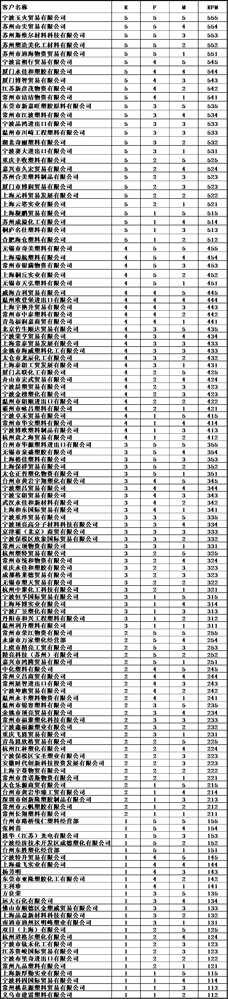 客户名称 R F M RFM
宁波玉火贸易有限公司 5 5 5 555
苏州山尖贸易有限公司 5 5 4 554
苏州斯维尔材料科技有限公司 5 5 3 553
苏州塑造美化工材料有限公司 5 5 2 552
苏州市通海物资贸易有限公司 5 5 1 551
宁波富朔行贸易有限公司 5 4 5 545
厦门永佳和塑胶有限公司 5 4 4 544
厦门博智贸易有限公司 5 4 3 543
江苏新彦茂物资有限公司 5 4 2 542
常州市洁洁物资有限公司 5 4 1 541
东莞市新嘉旺塑胶原料有限公司 5 3 5 535
常州市江波塑料有限公司 5 3 4 534
宁波品鸿进出口有限公司 5 3 3 533
温州市川崎工程塑料有限公司 5 3 3 533
湖北奇丽塑料有限公司 5 3 2 532
宁波赛大进出口有限公司 5 3 1 531
重庆丰收塑料有限公司 5 2 5 525
嘉兴市久宏贸易有限公司 5 2 4 524
苏州合美塑料制品有限公司 5 2 3 523
厦门市博润贸易有限公司 5 2 3 523
上海元科贸易发展有限公司 5 2 2 522
上海云塔实业有限公司 5 2 1 521
上海凝鹏贸易有限公司 5 1 5 515
苏州成溢化工有限公司 5 1 4 514
桐庐名仕塑料有限公司 5 1 3 513
合肥海仓塑料有限公司 5 1 2 512
无锡市奇美塑料有限公司 4 5 5 455
上海瑞航塑料有限公司 4 5 4 454
常州市银满物资有限公司 4 5 3 453
上海桐丘实业有限公司 4 5 2 452
无锡市天弘塑料有限公司 4 5 1 451
威海吉利贸易有限公司 4 4 5 445
温州欧登堡进出口有限公司 4 4 4 444
上海宇艳升贸易有限公司 4 4 3 443
常州市中泰塑料有限公司 4 4 2 442
青岛福润嘉商贸有限公司 4 4 1 441
北京竹生顺达贸易有限公司 4 3 5 435
宁波荣亨贸易有限公司 4 3 4 434
上海常泰贸易发展有限公司 4 3 3 433
余姚市海威塑料化工有限公司 4 3 3 433
太仓市龙辰化工有限公司 4 3 2 432
上海泰朗工贸发展有限公司 4 3 1 431
厦门志联化工有限公司 4 2 5 425
舟山市宏武贸易有限公司 4 2 4 424
宁波晨塑贸易有限公司 4 2 3 423
宁波金榜塑化有限公司 4 2 3 423
温州市朗顺进出口有限公司 4 2 2 422
霸州市咏昌塑料有限公司 4 2 1 421
宁波卓禾贸易有限公司 4 1 5 415
常州市华安塑料有限公司 4 1 4 414
宁波博欧塑料制品有限公司 4 1 3 413
杭州意之海贸易有限公司 4 1 2 412
台州市华源塑料进出口有限公司 3 5 5 355
无锡市泉盛塑胶有限公司 3 5 4 354
上海裕佳塑料有限公司 3 5 3 353
上海保祥贸易有限公司 3 5 2 352
太仓正哲塑化物资有限公司 3 5 1 351
台州市黄岩宇翔塑化有限公司 3 4 5 345
宁波塑昌贸易有限公司 3 4 4 344
宁波宝朗贸易有限公司 3 4 3 343
武汉永佳和新材料有限公司 3 4 2 342
上海和东国际贸易有限公司 3 4 1 341
宁波重泽贸易有限公司 3 3 5 335
宁波顶亮高分子材料科技有限公司 3 3 4 334
京津霸（北京）商贸有限公司 3 3 3 333
宁波保税区欣象国际贸易有限公司 3 3 2 332
常州云顶物资有限公司 3 3 1 331
杭州塑特贸易有限公司 3 2 5 325
常州市统和物资有限公司 3 2 4 324
重庆永佳和塑胶有限公司 3 2 3 323
成都格莱德贸易有限公司 3 2 3 323
无锡市塑天贸易有限公司 3 2 2 322
杭州中聚化工科技有限公司 3 2 1 321
宁波恒孚国际贸易有限公司 3 1 5 315
上海环博实业有限公司 3 1 4 314
宁波广昱塑化有限公司 3 1 3 313
丹阳市和兴工程塑料有限公司 3 1 2 312
温州利升塑料有限公司 3 1 1 311
常州市荣江物资有限公司 2 5 5 255
永康市万家塑化经营部 2 5 4 254
上虞市精亮工贸有限公司 2 5 3 253
精亮科技（苏州）有限公司 2 5 2 252
嘉兴市鸿腾贸易有限公司 2 5 1 251
中化塑料有限公司 2 4 5 245
常州立昌商贸有限公司 2 4 4 244
常州展智进出口有限公司 2 4 3 243
宁波坤旗贸易有限公司 2 4 2 242
温州永丰塑料物资有限公司 2 4 1 241
温州市锦容塑料有限公司 2 3 5 235
余姚市顶亮贸易有限公司 2 3 4 234
常州市福聚塑化科技有限公司 2 3 3 233
宁波鑫福源塑业有限公司 2 3 2 232
重庆飞恩贸易有限公司 2 3 1 231
青岛恩欣格贸易有限公司 2 2 5 225
杭州江林塑化有限公司 2 2 4 224
宁波保税区宝圣塑业有限公司 2 2 3 223
安徽时代创新科技投资发展有限公司 2 2 3 223
上海宇蔓物贸有限公司 2 2 2 222
常州市普诺斯物资有限公司 2 2 1 221
太仓乐源商贸有限公司 2 1 5 215
台州市黄岩华臻工贸有限公司 2 1 4 214
深圳市创新隆塑胶制品有限公司 2 1 3 213
常州市云帆塑胶有限公司 2 1 2 212
常州长翔塑料有限公司 2 1 1 211
台州市路桥统仁塑料经营部 1 5 5 155
张树苗 1 5 4 154
恩华（江苏）光电有限公司 1 5 3 153
宁波经济技术开发区成德塑化有限公司 1 5 2 152
台州东胜塑化经营部 1 5 1 151
宁波特升贸易有限公司 1 4 5 145
上海盈飞实业有限公司 1 4 4 144
杨芳明 1 4 3 143
东莞市亚隆塑胶化工有限公司 1 4 2 142
王利珍 1 4 1 141
方良荣 1 3 5 135
远大石化有限公司 1 3 4 134
佛山市顺德区金塑威贸易有限公司 1 3 3 133
上海品益新材料科技有限公司 1 3 2 132
南通市通州区明峰塑业有限公司 1 3 1 131
双日（上海）有限公司 1 2 5 125
杭州道格尔塑化有限公司 1 2 4 124
宁波市钛禾化工有限公司 1 2 3 123
江苏资峻国际贸易有限公司 1 2 3 123
宁波布里奇进出口有限公司 1 2 2 122
常州九品塑料有限公司 1 2 1 121
上海新厚勤实业有限公司 1 1 5 115
宁波科固国际贸易有限公司 1 1 4 114
常州桃花源塑料贸易有限公司 1 1 3 113
义乌市建雷塑料有限公司 1 1 2 112